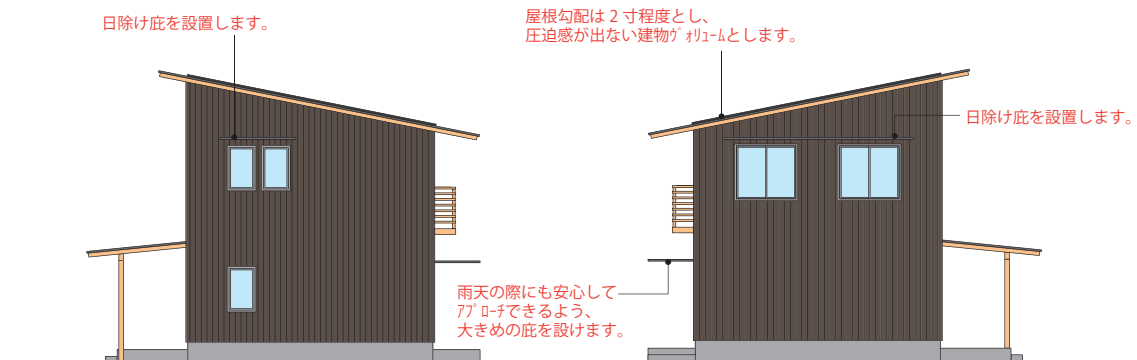 日除け庇を設置します。
屋根勾配は 2 寸程度とし、
圧迫感が出ない建物ｳﾞｫﾘｭｰﾑとします。
日除け庇を設置します。
雨天の際にも安心して
ｱﾌﾟﾛｰﾁできるよう、
大きめの庇を設けます。